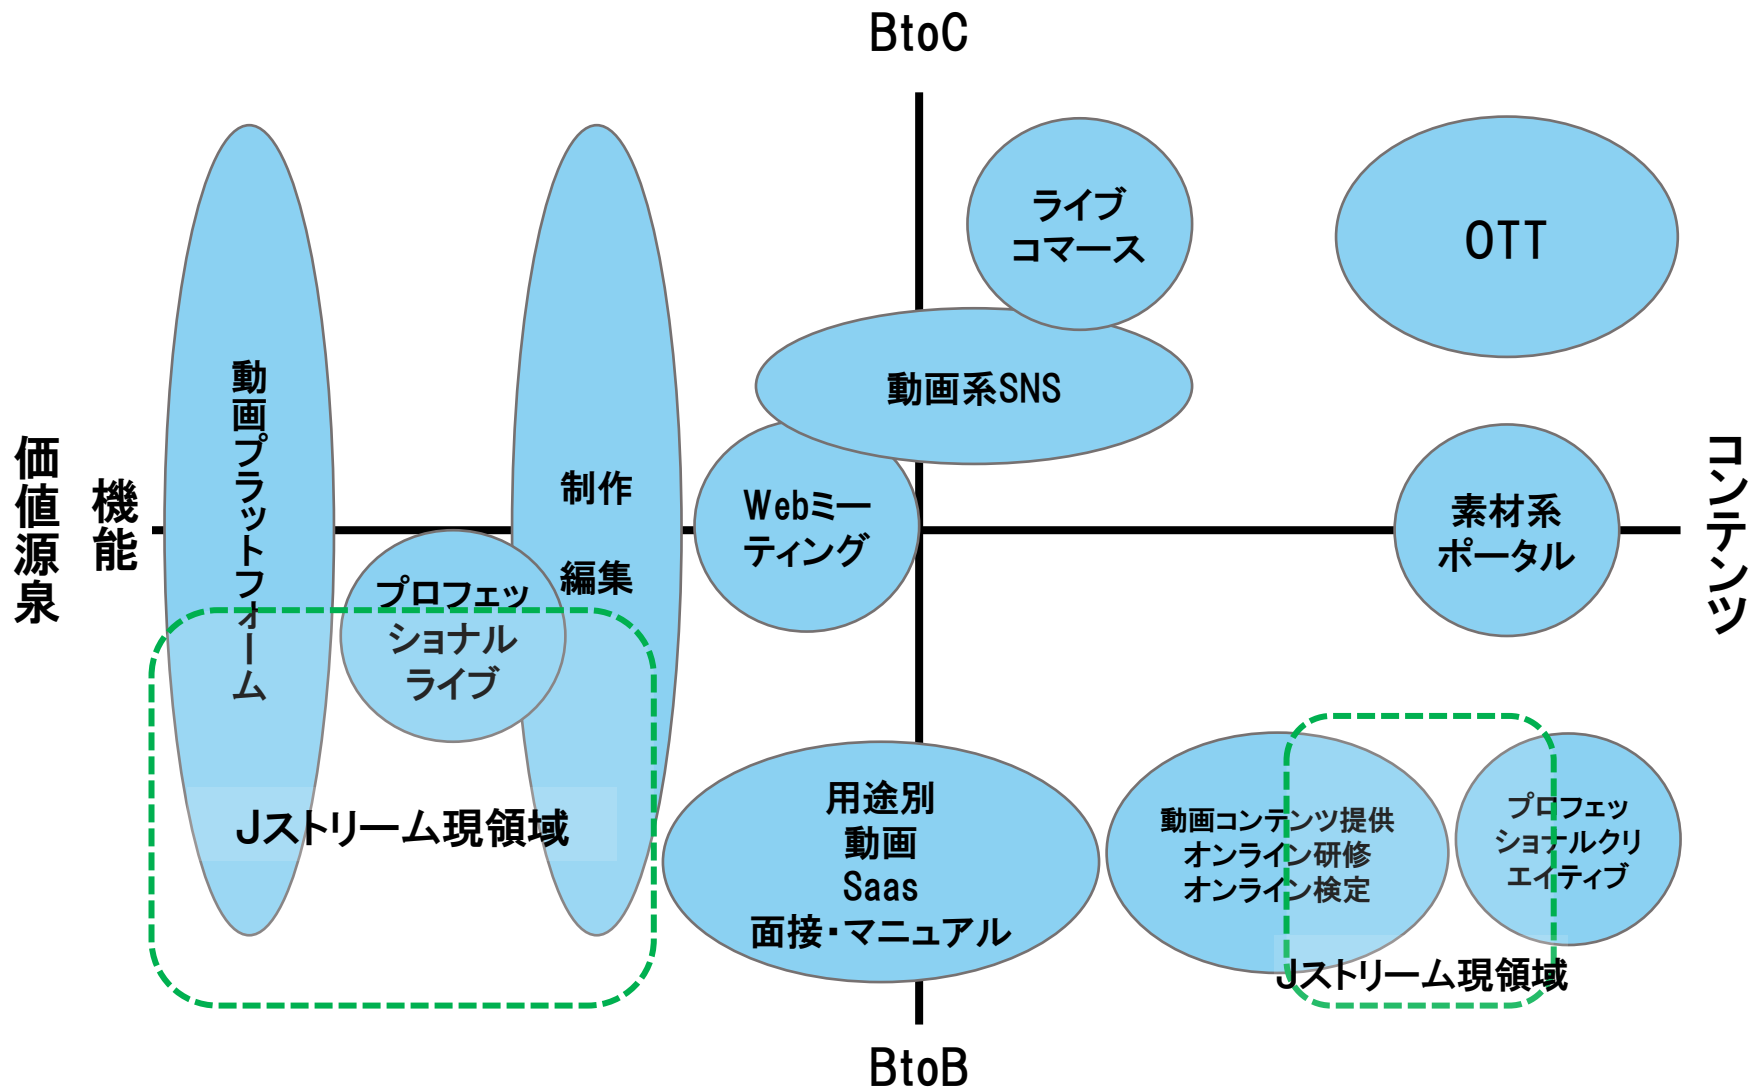 BtoC
ライブ
コマース
OTT
動画系SNS
価値源泉
機能
動画プラットフォーム
制作
編集
Webミー
ティング
素材系
ポータル
コンテンツ
プロフェッ
ショナル
ライブ
Jストリーム現領域
用途別
動画
Saas
面接・マニュアル
動画コンテンツ提供
オンライン研修
オンライン検定
プロフェッ
ショナルクリ
エイティブ
Jストリーム現領域
BtoB